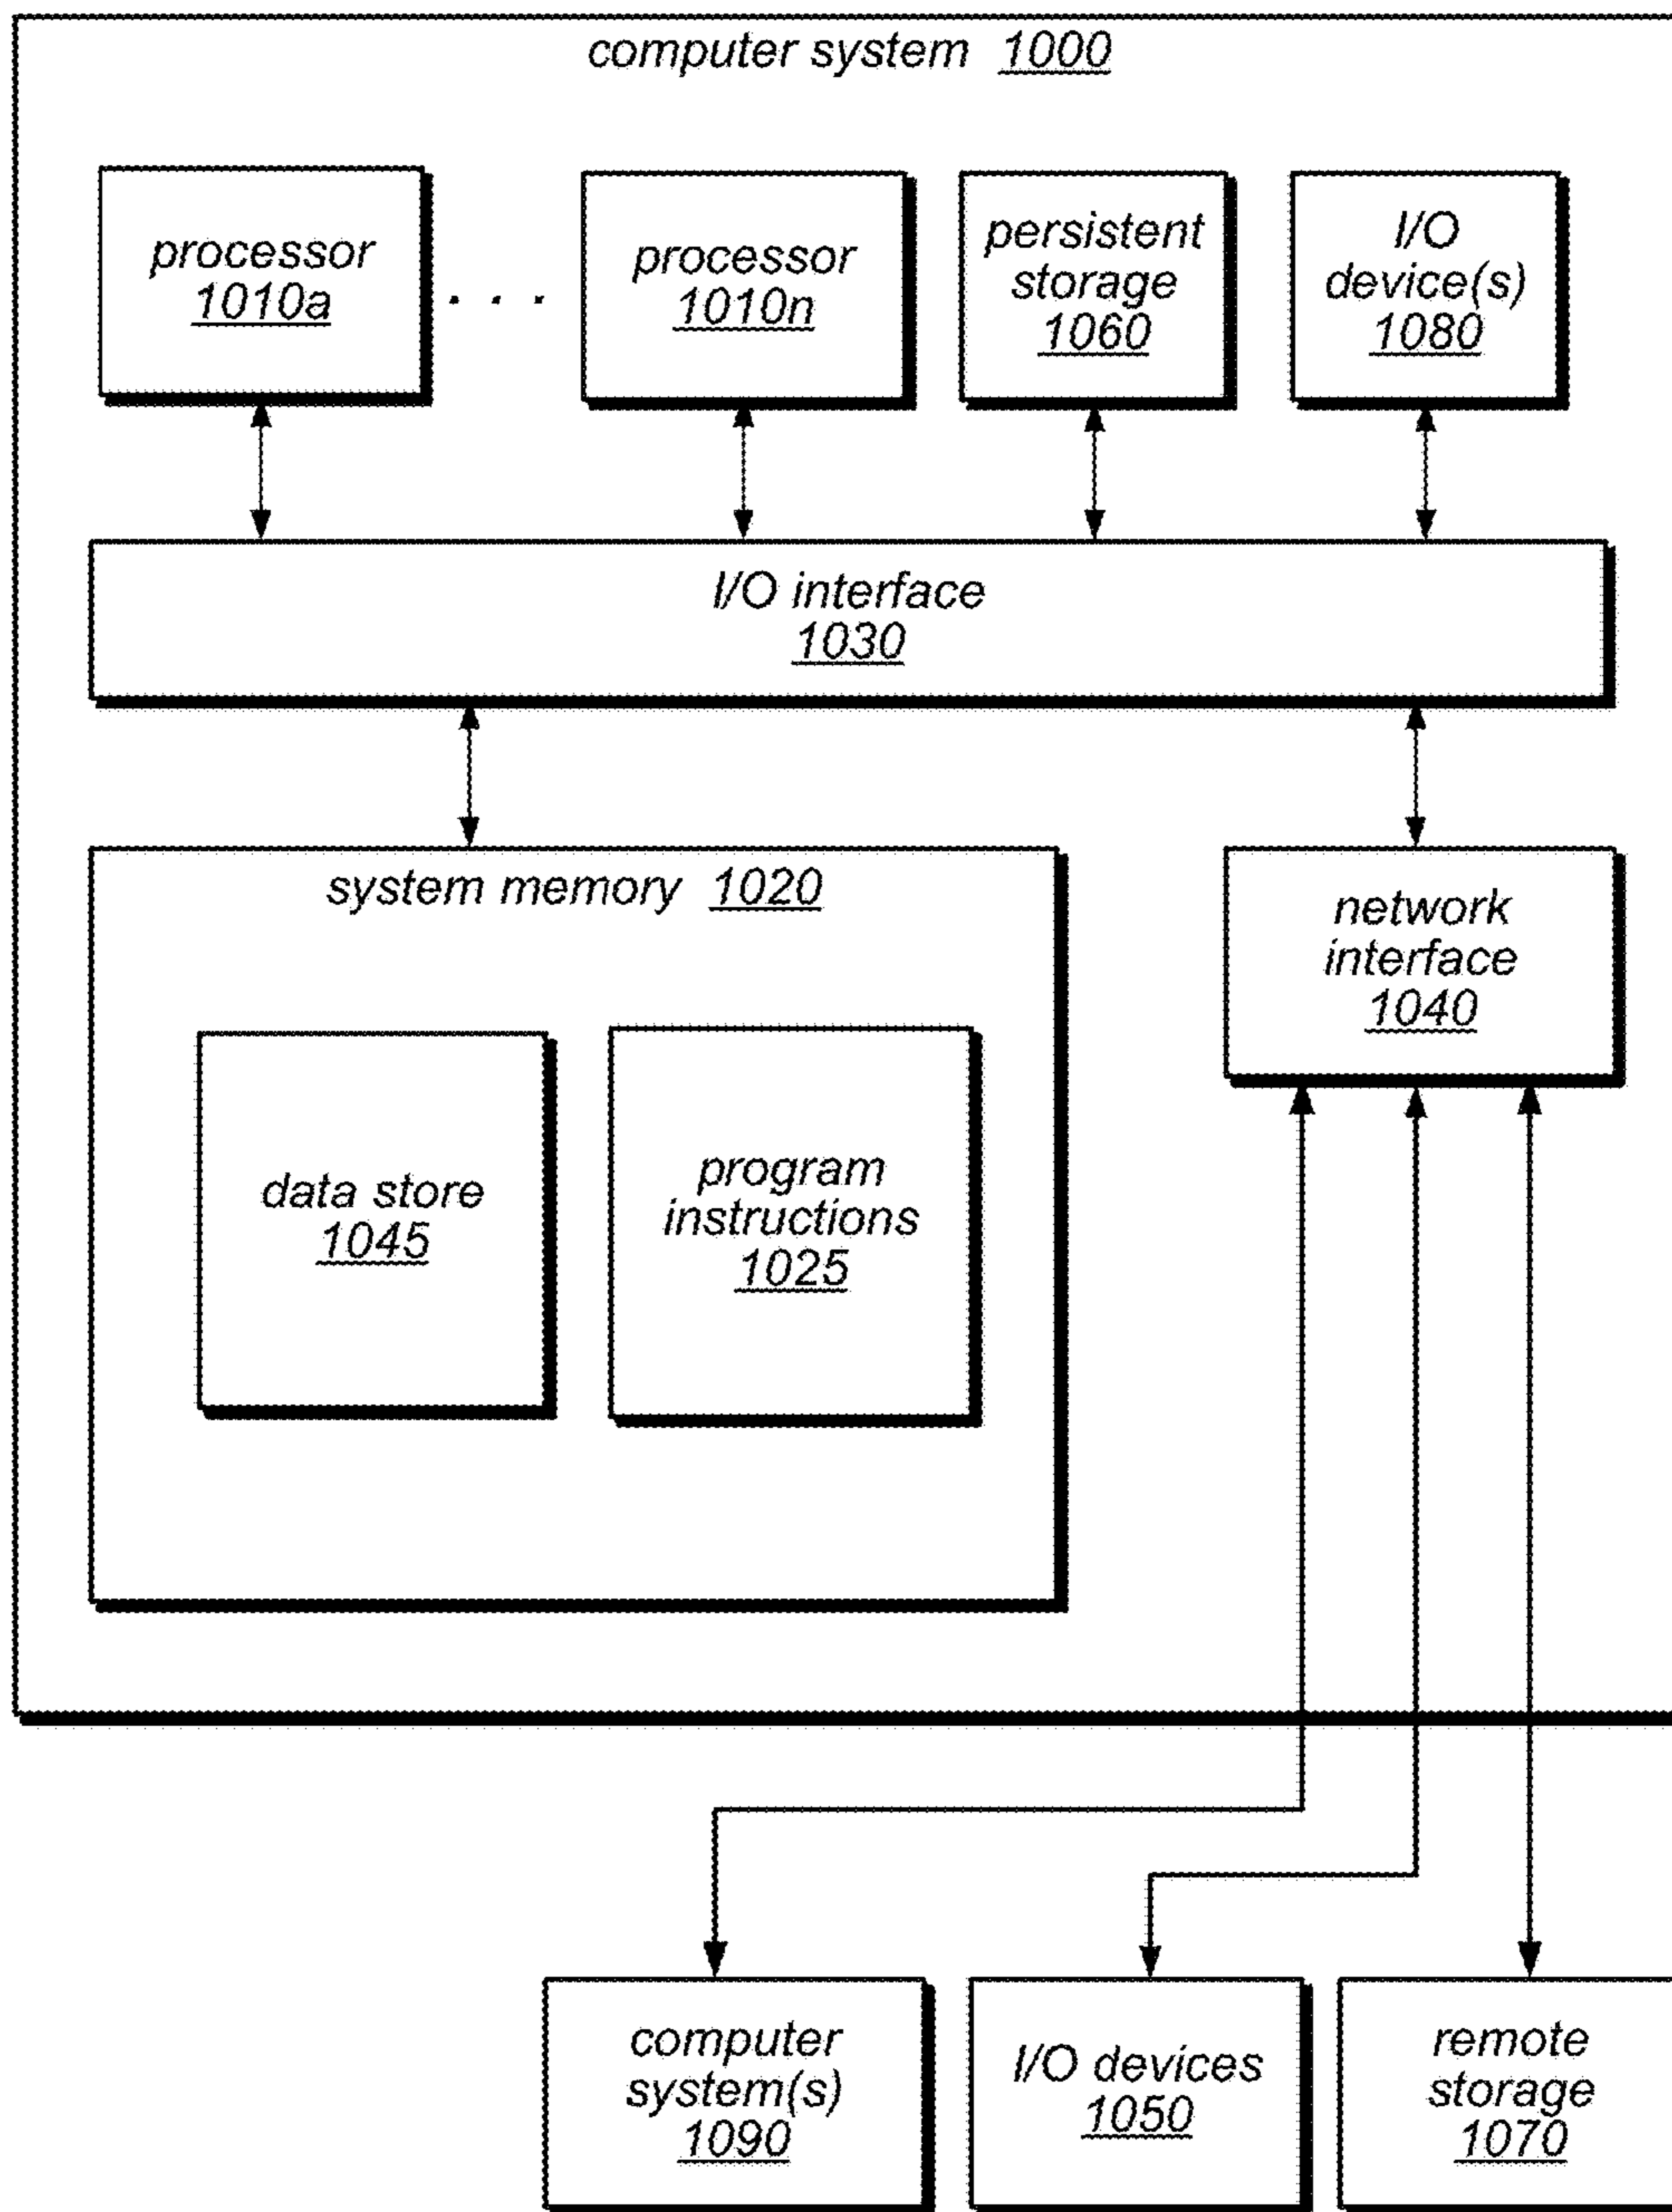 computer system 1000
processor
1010a
. . .
processor
1010n
persistent
storage
1060
I/O
device(s)
1080
I/O interface
1030
system memory 1020
data store
1045
program
instructions
1025
network
interface
1040
computer
system(s)
1090
I/O devices
1050
remote
storage
1070